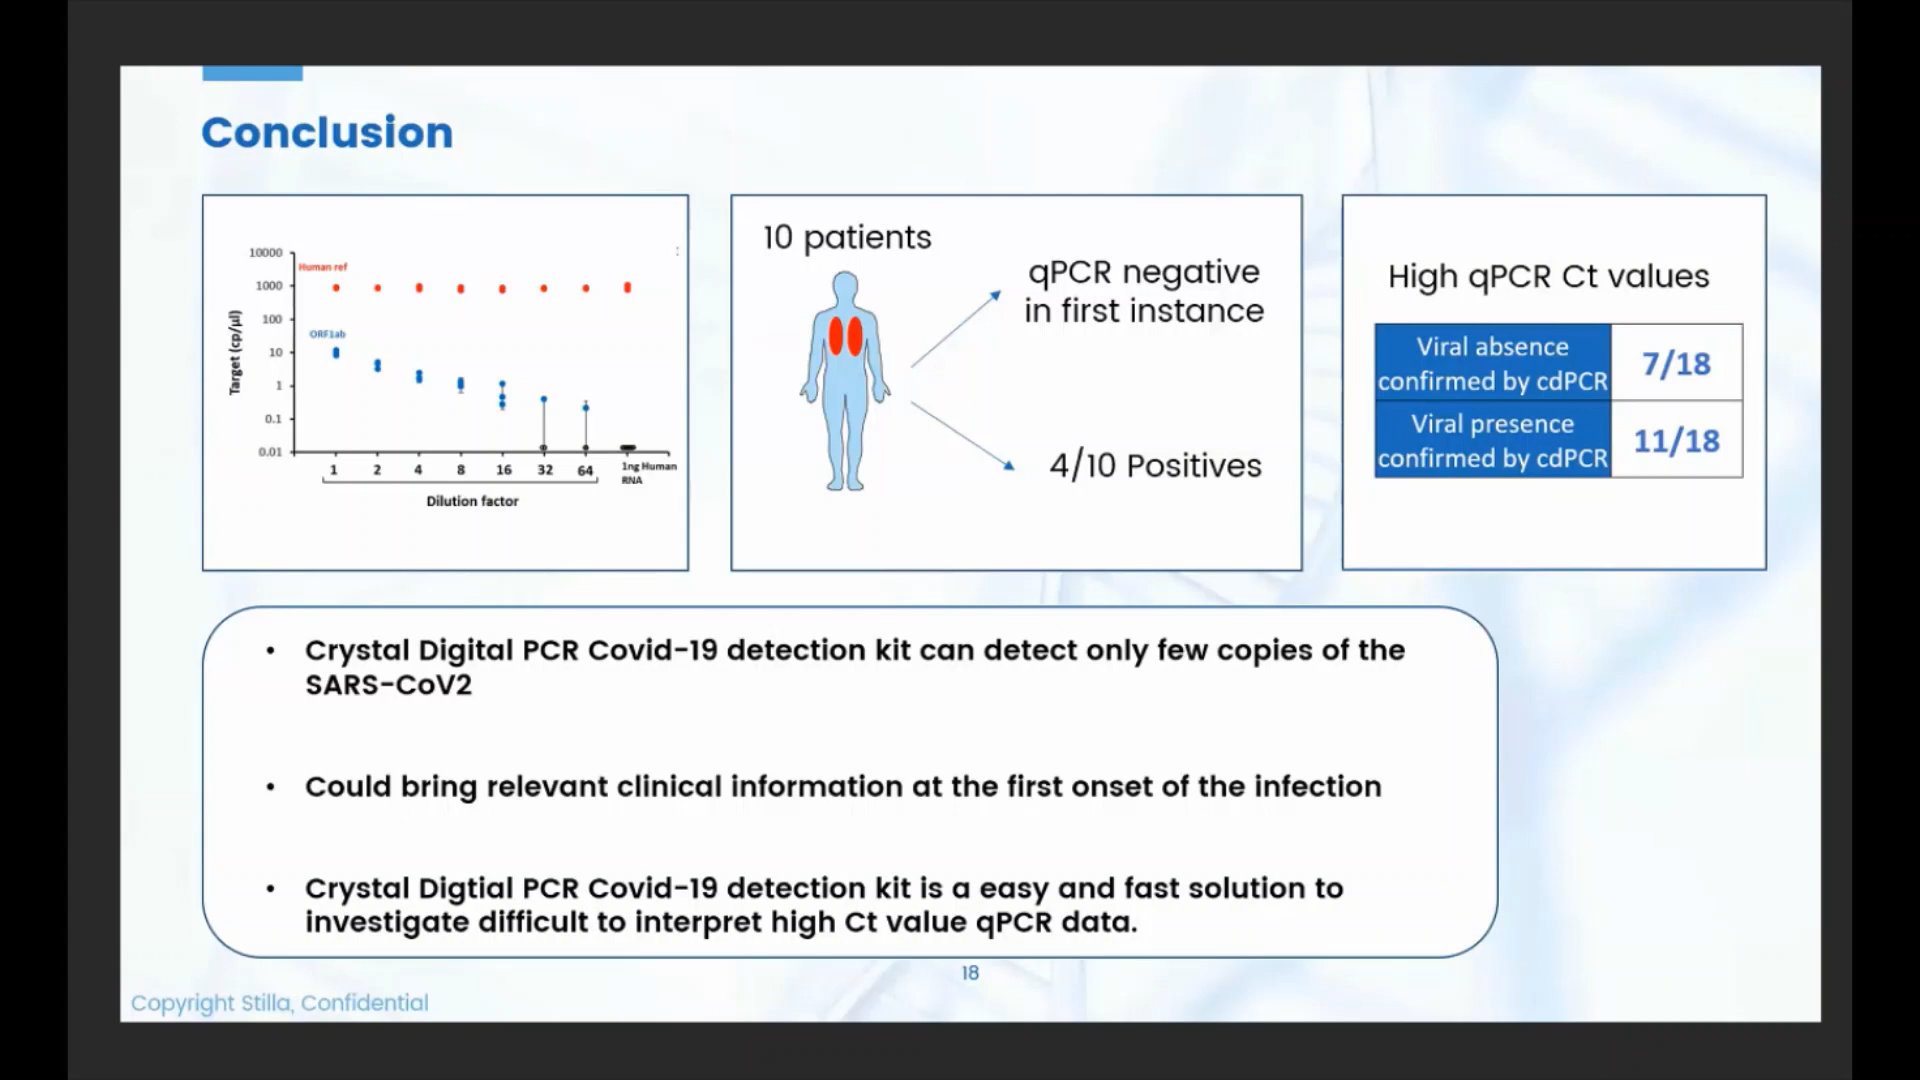 Conclusion
10000
1000
100
10
1
0.1
0.01
Target (cp/µl)
Human ref
ORF1ab
1 2 4 8 16 32 64 1ng Human
RNA
Dilution factor
:
10 patients
qPCR negative
in first instance
4/10 Positives
High qPCR Ct values
Viral absence
confirmed by cdPCR
7/18
Viral presence
confirmed by cdPCR
11/18
• Crystal Digital PCR Covid-19 detection kit can detect only few copies of the
SARS-CoV2
• Could bring relevant clinical information at the first onset of the infection
• Crystal Digtial PCR Covid-19 detection kit is a easy and fast solution to
investigate difficult to interpret high Ct value qPCR data.
18
Copyright Stilla, Confidential